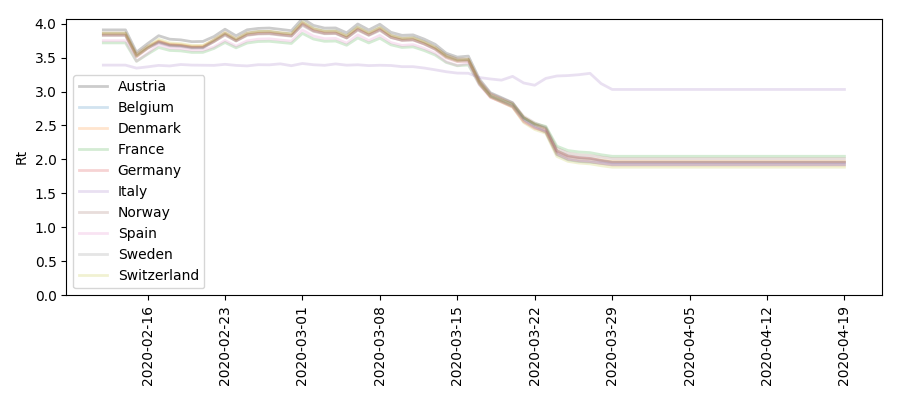 4.0
3.5
3.0
2.5
2.0
1.5
1.0
0.5
0.0
Rt
Austria
Belgium
Denmark
France
Germany
Italy
Norway
Spain
Sweden
Switzerland
2020-02-16
2020-02-23
2020-03-01
2020-03-08
2020-03-15
2020-03-22
2020-03-29
2020-04-05
2020-04-12
2020-04-19